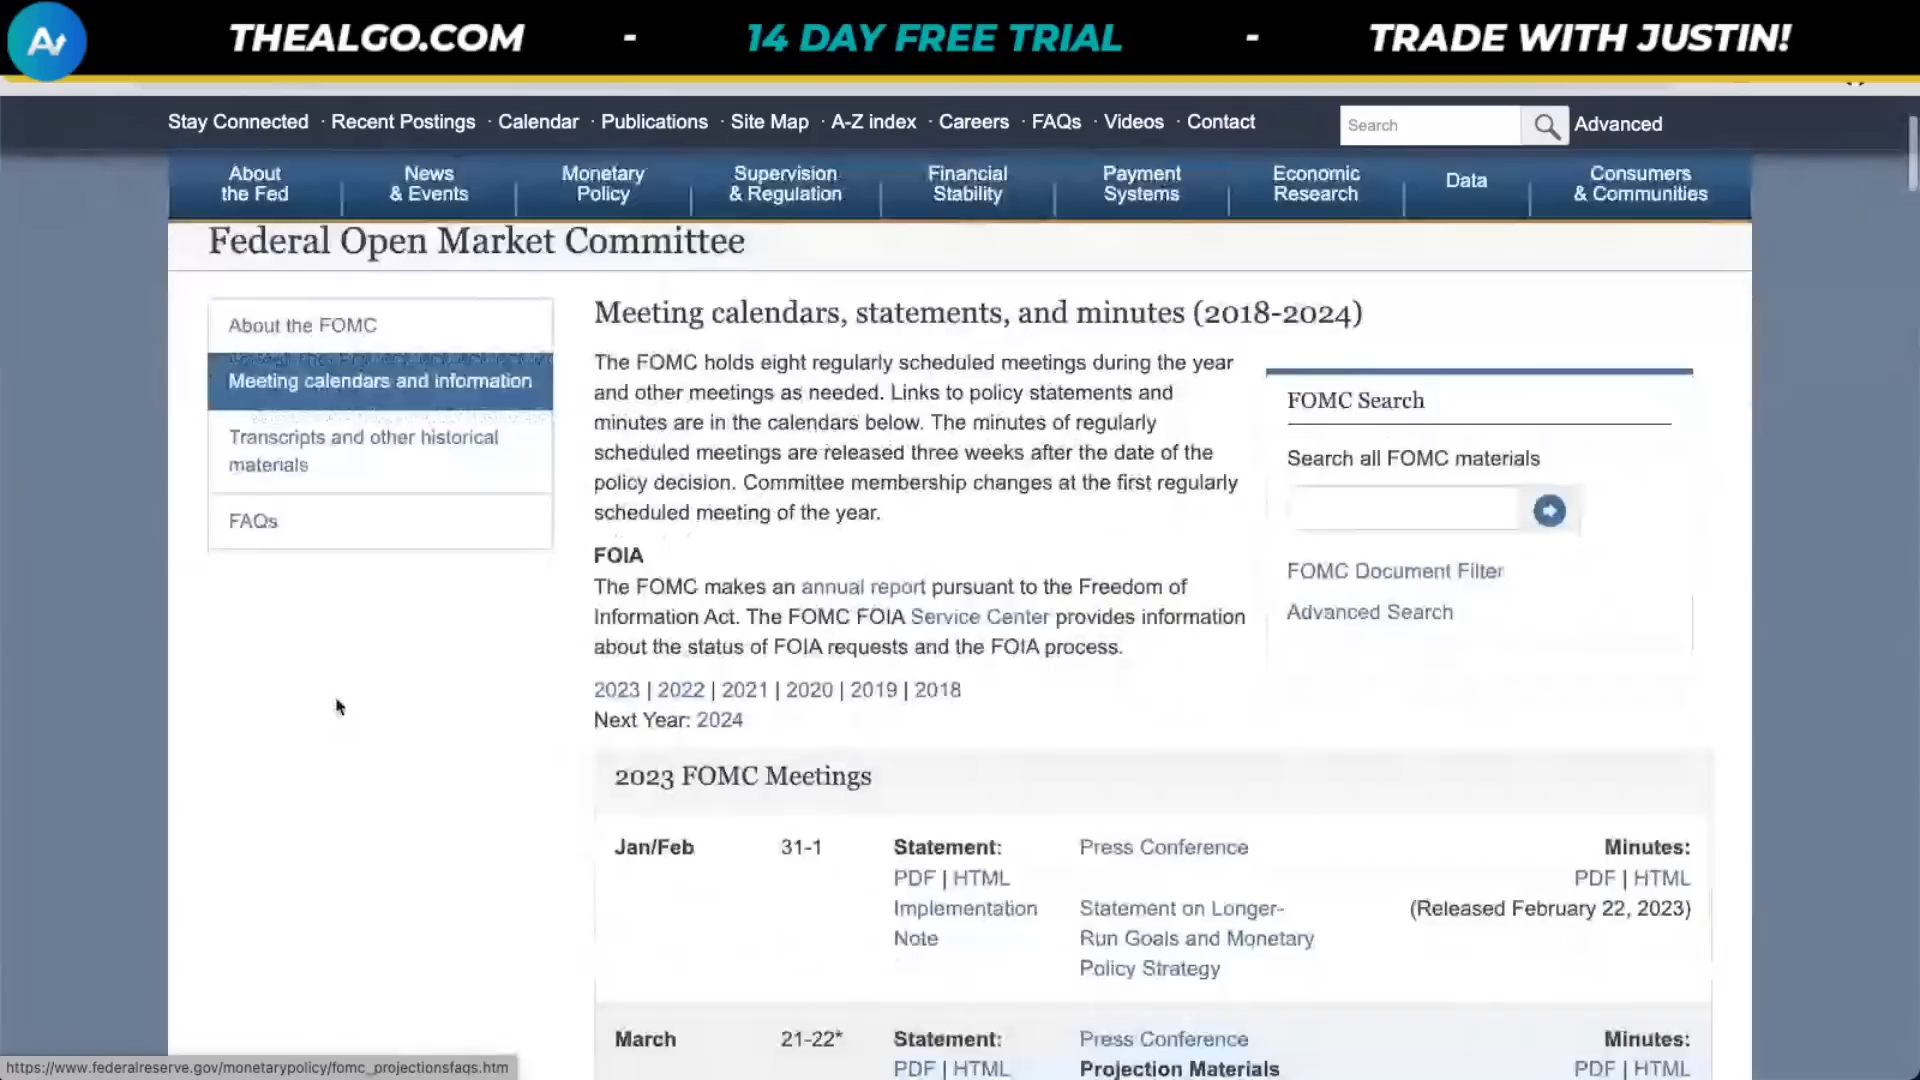 THEALGO.COM - 14 DAY FREE TRIAL - TRADE WITH JUSTIN!
Stay Connected · Recent Postings · Calendar · Publications · Site Map · A-Z index · Careers · FAQs · Videos · Contact
Search
Advanced
About the Fed
News & Events
Monetary Policy
Supervision & Regulation
Financial Stability
Payment Systems
Economic Research
Data
Consumers & Communities
Federal Open Market Committee
About the FOMC
Meeting calendars and information
Transcripts and other historical
materials
FAQs
Meeting calendars, statements, and minutes (2018-2024)
The FOMC holds eight regularly scheduled meetings during the year
and other meetings as needed. Links to policy statements and
minutes are in the calendars below. The minutes of regularly
scheduled meetings are released three weeks after the date of the
policy decision. Committee membership changes at the first regularly
scheduled meeting of the year.
FOIA
The FOMC makes an annual report pursuant to the Freedom of
Information Act. The FOMC FOIA Service Center provides information
about the status of FOIA requests and the FOIA process.
2023 | 2022 | 2021 | 2020 | 2019 | 2018
Next Year: 2024
FOMC Search
Search all FOMC materials
FOMC Document Filter
Advanced Search
2023 FOMC Meetings
Jan/Feb
31-1
Statement:
PDF | HTML
Implementation
Note
Press Conference
Statement on Longer-
Run Goals and Monetary
Policy Strategy
Minutes:
PDF | HTML
(Released February 22, 2023)
March
21-22*
Statement:
PDF | HTML
Press Conference
Projection Materials
Minutes:
PDF | HTML
https://www.federalreserve.gov/monetarypolicy/fomc_projectionsfaqs.htm